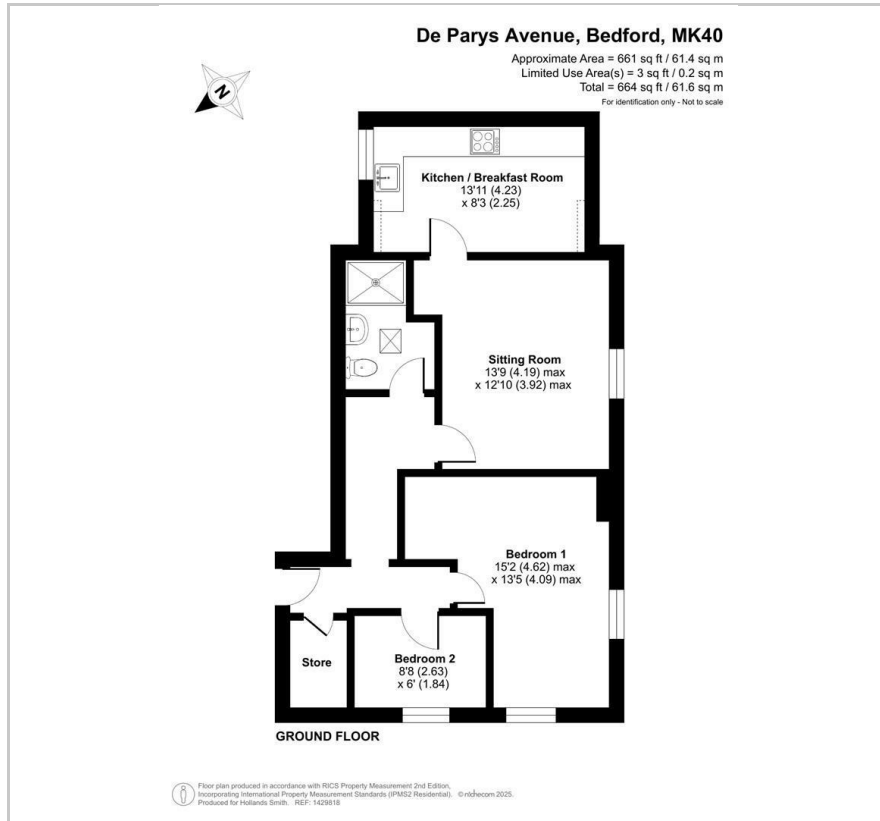 De Parys Avenue, Bedford, MK40
Approximate Area = 661 sq ft / 61.4 sq m
Limited Use Area(s) = 3 sq ft / 0.2 sq m
Total = 664 sq ft / 61.6 sq m
For identification only - Not to scale
N
Kitchen / Breakfast Room
13'11 (4.23)
x 8'3 (2.25)
Sitting Room
13'9 (4.19) max
x 12'10 (3.92) max
Bedroom 1
15'2 (4.62) max
x 13'5 (4.09) max
Store
Bedroom 2
8'8 (2.63)
x 6' (1.84)
GROUND FLOOR
Floor plan produced in accordance with RICS Property Measurement 2nd Edition,
Incorporating International Property Measurement Standards (IPMS2 Residential). © ntchecom 2025.
Produced for Hollands Smith. REF: 1429818